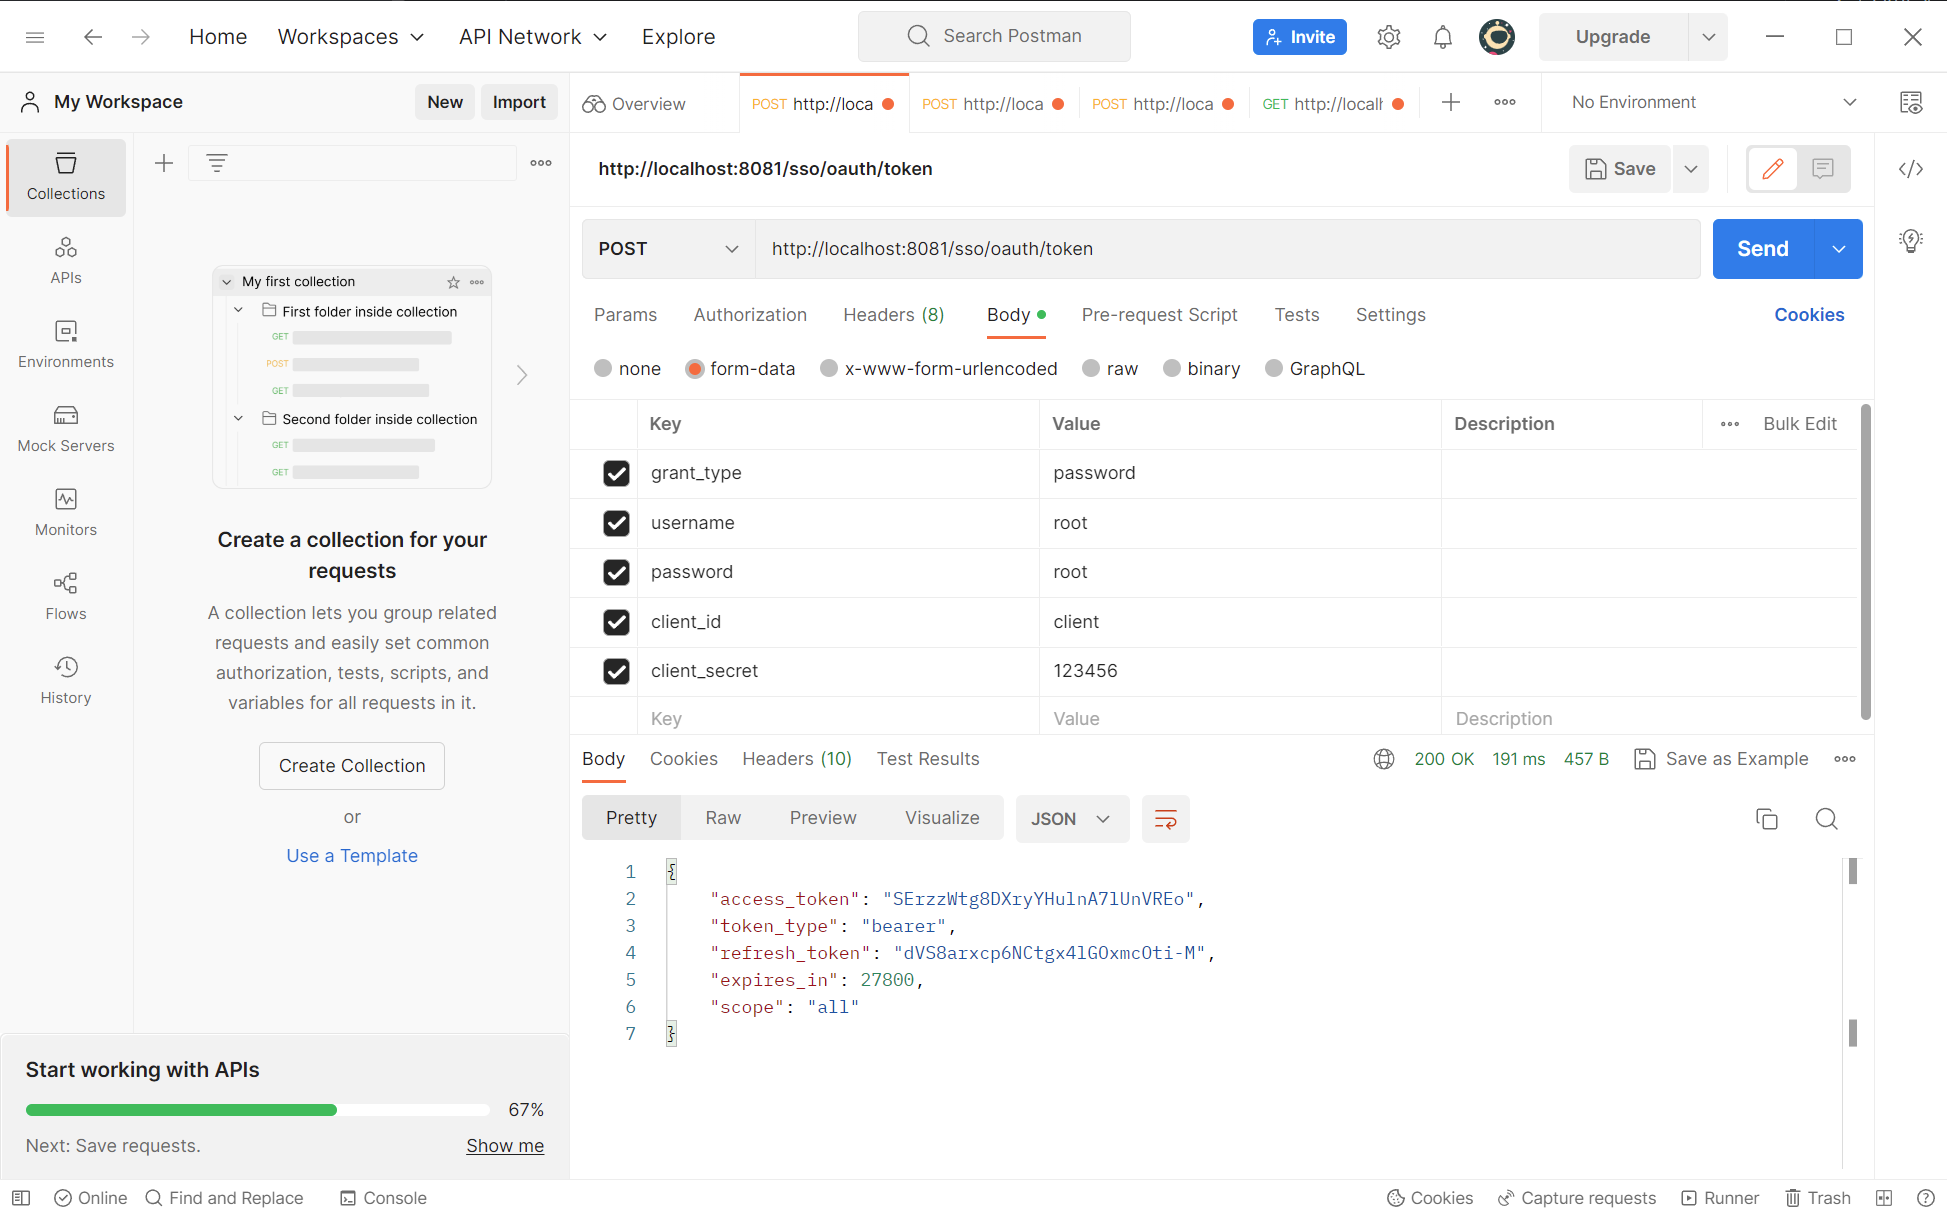 Home Workspaces API Network Explore Search Postman Invite Upgrade
My Workspace New Import
Overview POST http://loca POST http://loca POST http://loca GET http://localh No Environment
Collections
APIs
Environments
Mock Servers
Monitors
Flows
History
My first collection
First folder inside collection
GET
POST
GET
Second folder inside collection
GET
GET
Create a collection for your
requests
A collection lets you group related
requests and easily set common
authorization, tests, scripts, and
variables for all requests in it.
Create Collection
or
Use a Template
Start working with APIs
67%
Next: Save requests. Show me
http://localhost:8081/sso/oauth/token Save
POST http://localhost:8081/sso/oauth/token Send
Params Authorization Headers (8) Body Pre-request Script Tests Settings Cookies
none form-data x-www-form-urlencoded raw binary GraphQL
Key Value Description Bulk Edit
grant_type password
username root
password root
client_id client
client_secret 123456
Key Value Description
Body Cookies Headers (10) Test Results 200 OK 191 ms 457 B Save as Example
Pretty Raw Preview Visualize JSON
1 {
2 "access_token": "SErzzWtg8DXryYHulnA7lUnVREo",
3 "token_type": "bearer",
4 "refresh_token": "dVS8arxcp6NCtgx4lGOxmcOti-M",
5 "expires_in": 27800,
6 "scope": "all"
7 }
Online Find and Replace Console Cookies Capture requests Runner Trash